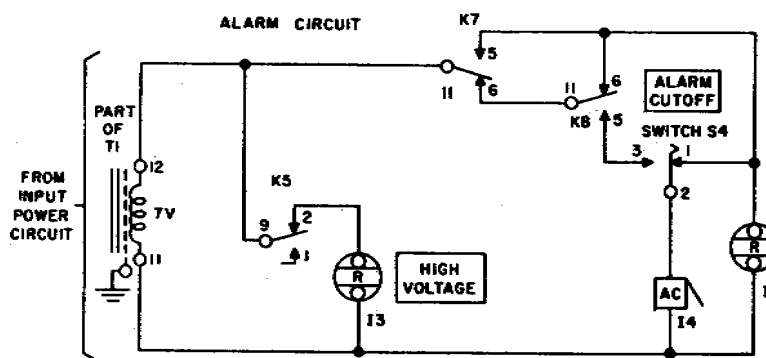 ALARM CIRCUIT
K7
5
11
6
11
6
K8
5
ALARM
CUTOFF
SWITCH S4
3
1
2
PART
OF
T1
12
FROM
INPUT
POWER
CIRCUIT
7V
11
K5
9
2
1
R
HIGH
VOLTAGE
I3
AC
I4
R
I